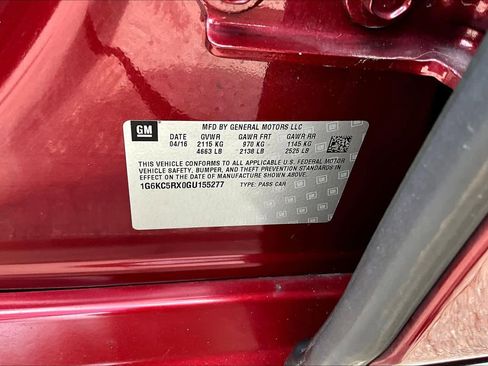 GM
MFD BY GENERAL MOTORS LLC
DATE GVWR GAWR FRT GAWR RR
04/16 2115 KG 970 KG 1145 KG
4663 LB 2138 LB 2525 LB
THIS VEHICLE CONFORMS TO ALL APPLICABLE U.S. FEDERAL MOTOR
VEHICLE SAFETY, BUMPER, AND THEFT PREVENTION STANDARDS IN
EFFECT ON THE DATE OF MANUFACTURE SHOWN ABOVE.
1G6KC5RX0GU155277 TYPE: PASS CAR